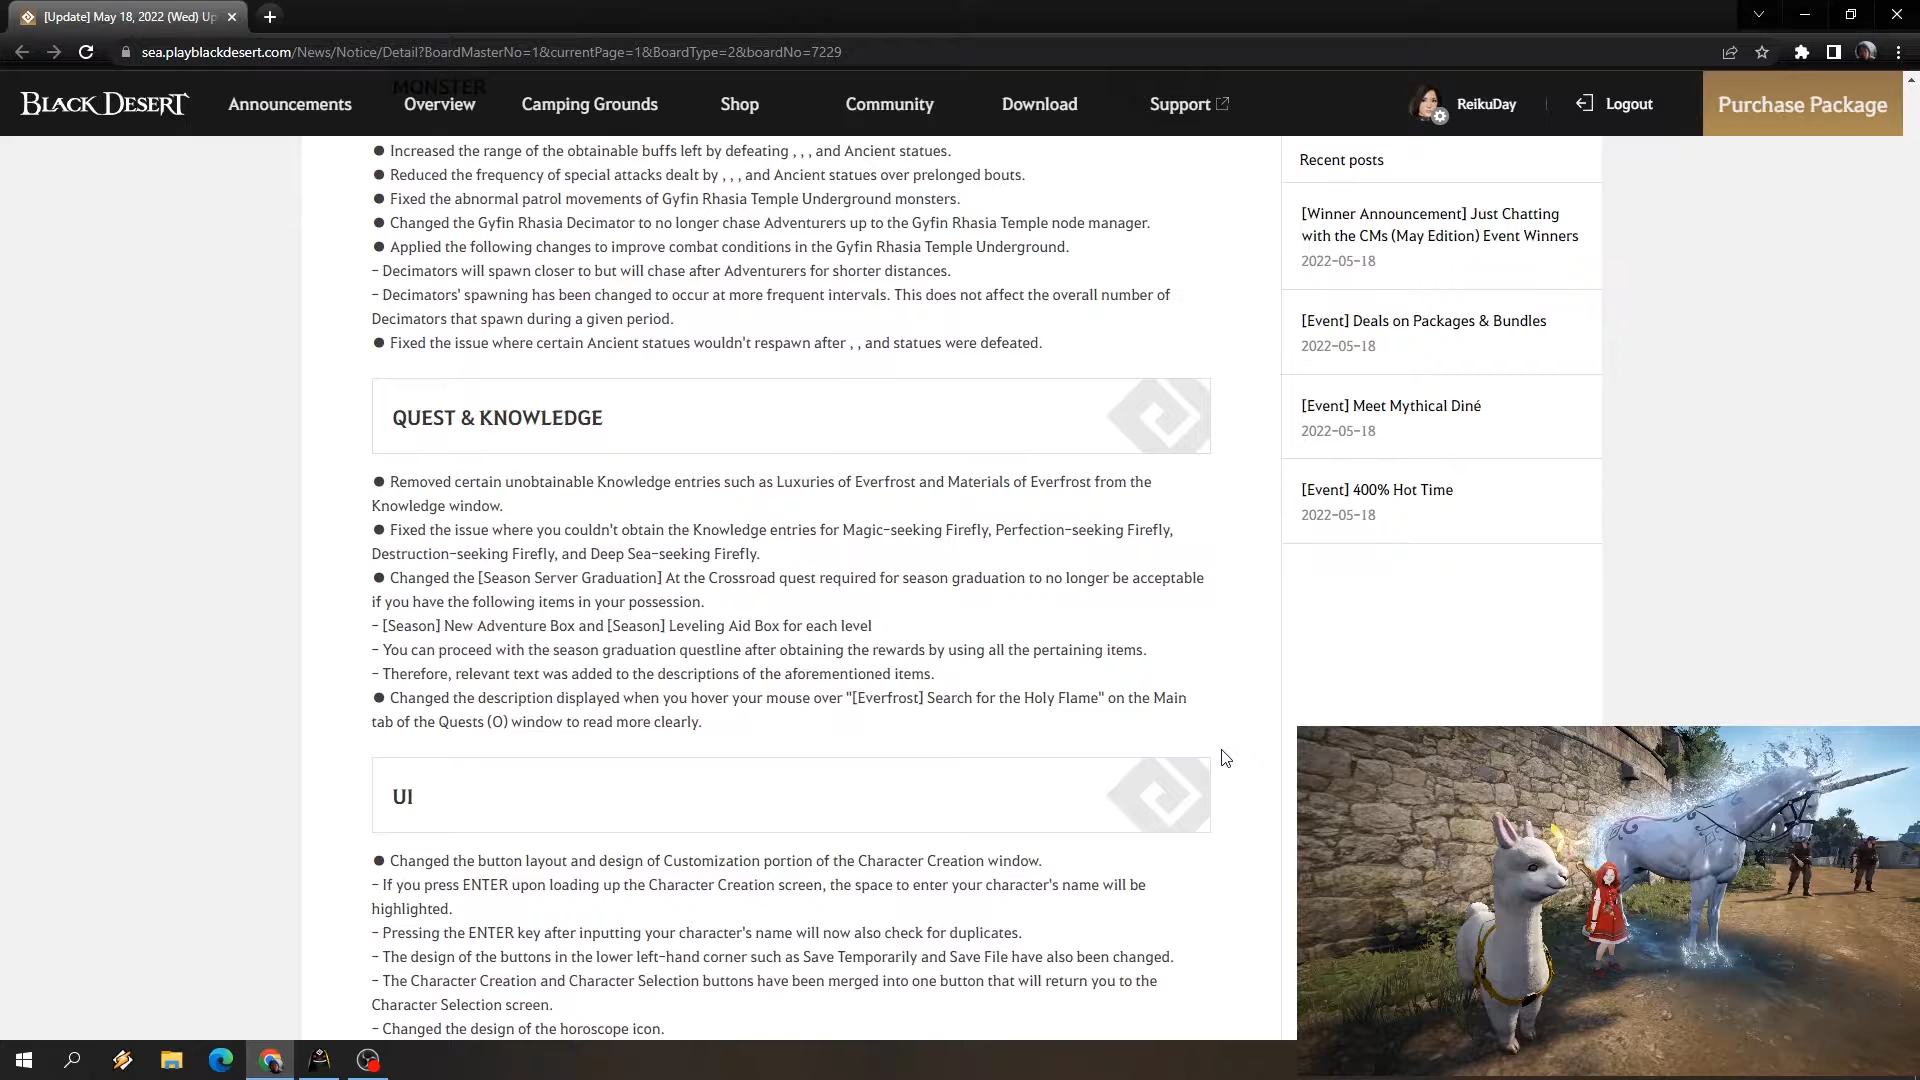 [Update] May 18, 2022 (Wed) Up
sea.playblackdesert.com/News/Notice/Detail?BoardMasterNo=1&currentPage=1&BoardType=2&boardNo=7229
MONSTER
BLACK DESERT
Announcements
Overview
Camping Grounds
Shop
Community
Download
Support
ReikuDay
Logout
Purchase Package
● Increased the range of the obtainable buffs left by defeating , , , and Ancient statues.
● Reduced the frequency of special attacks dealt by , , , and Ancient statues over prelonged bouts.
● Fixed the abnormal patrol movements of Gyfin Rhasia Temple Underground monsters.
● Changed the Gyfin Rhasia Decimator to no longer chase Adventurers up to the Gyfin Rhasia Temple node manager.
● Applied the following changes to improve combat conditions in the Gyfin Rhasia Temple Underground.
- Decimators will spawn closer to but will chase after Adventurers for shorter distances.
- Decimators' spawning has been changed to occur at more frequent intervals. This does not affect the overall number of
Decimators that spawn during a given period.
● Fixed the issue where certain Ancient statues wouldn't respawn after , , and statues were defeated.
QUEST & KNOWLEDGE
● Removed certain unobtainable Knowledge entries such as Luxuries of Everfrost and Materials of Everfrost from the
Knowledge window.
● Fixed the issue where you couldn't obtain the Knowledge entries for Magic-seeking Firefly, Perfection-seeking Firefly,
Destruction-seeking Firefly, and Deep Sea-seeking Firefly.
● Changed the [Season Server Graduation] At the Crossroad quest required for season graduation to no longer be acceptable
if you have the following items in your possession.
- [Season] New Adventure Box and [Season] Leveling Aid Box for each level
- You can proceed with the season graduation questline after obtaining the rewards by using all the pertaining items.
- Therefore, relevant text was added to the descriptions of the aforementioned items.
● Changed the description displayed when you hover your mouse over "[Everfrost] Search for the Holy Flame" on the Main
tab of the Quests (O) window to read more clearly.
UI
● Changed the button layout and design of Customization portion of the Character Creation window.
- If you press ENTER upon loading up the Character Creation screen, the space to enter your character's name will be
highlighted.
- Pressing the ENTER key after inputting your character's name will now also check for duplicates.
- The design of the buttons in the lower left-hand corner such as Save Temporarily and Save File have also been changed.
- The Character Creation and Character Selection buttons have been merged into one button that will return you to the
Character Selection screen.
- Changed the design of the horoscope icon.
Recent posts
[Winner Announcement] Just Chatting
with the CMs (May Edition) Event Winners
2022-05-18
[Event] Deals on Packages & Bundles
2022-05-18
[Event] Meet Mythical Diné
2022-05-18
[Event] 400% Hot Time
2022-05-18